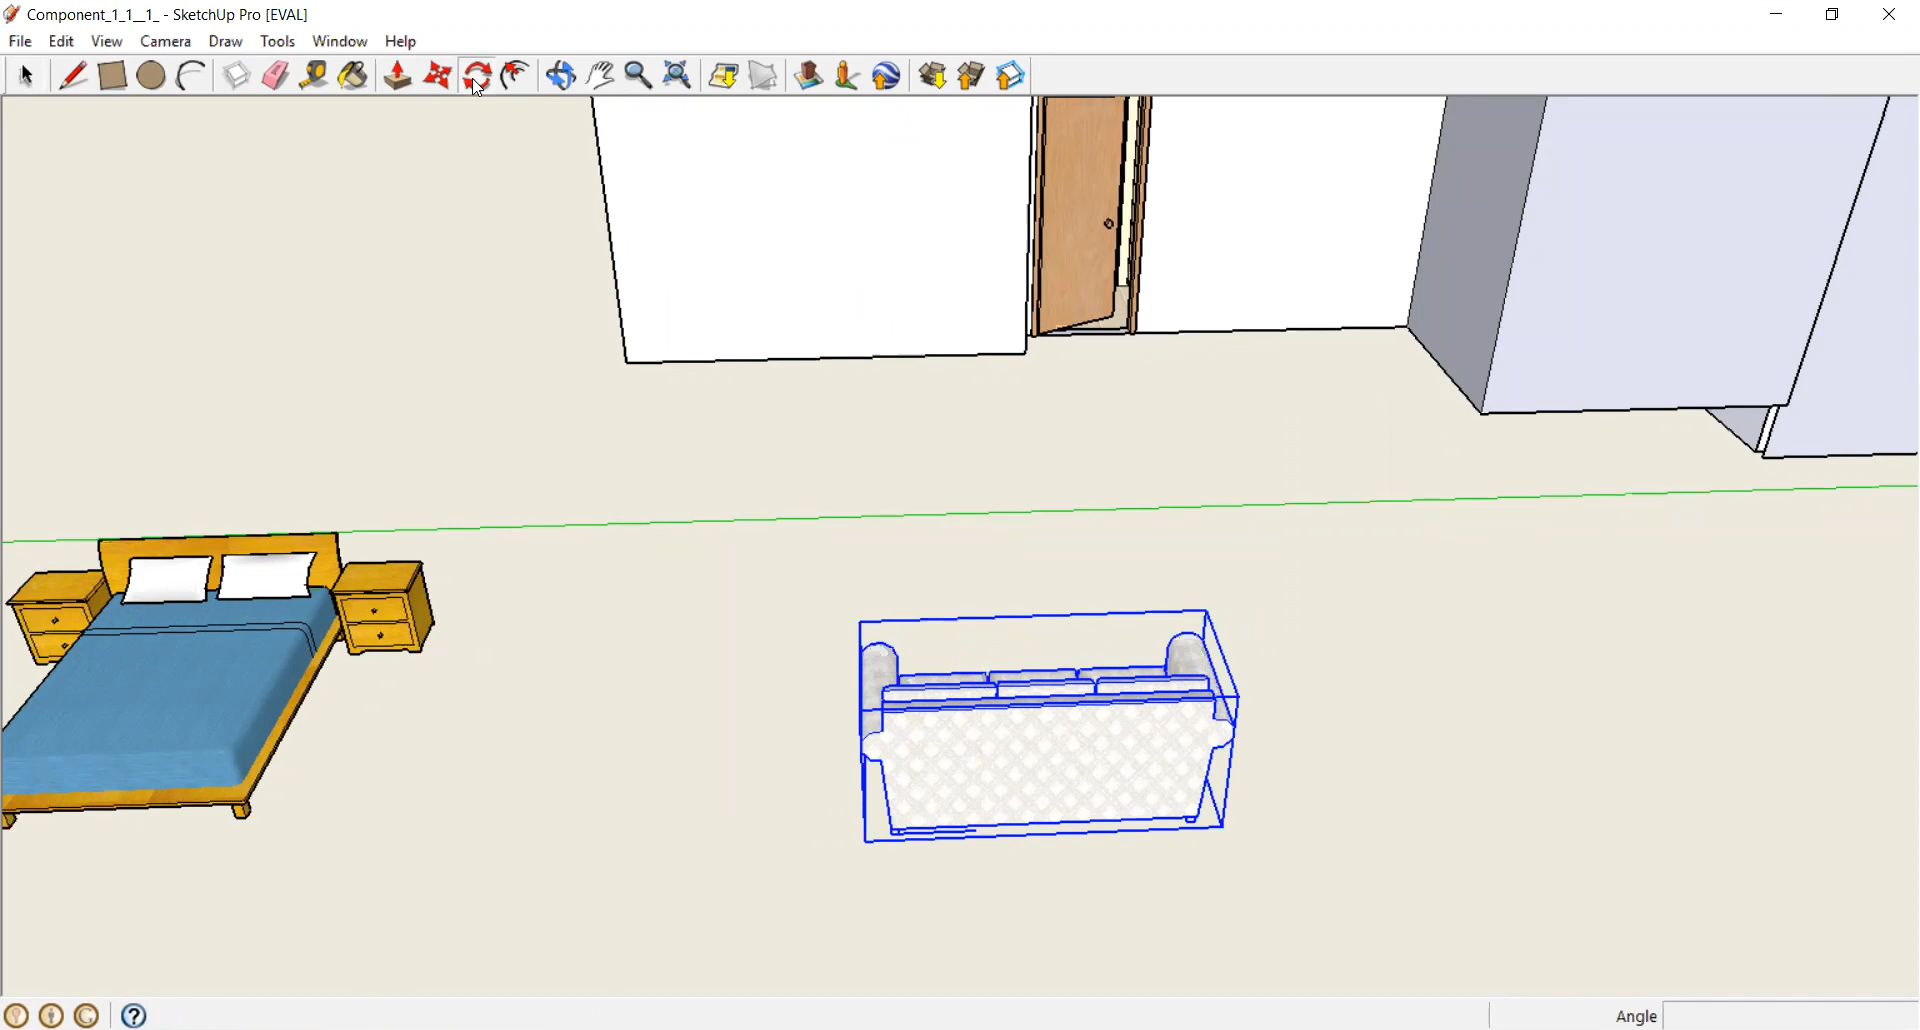 Component_1_1__1_ - SketchUp Pro [EVAL]
File Edit View Camera Draw Tools Window Help
Angle